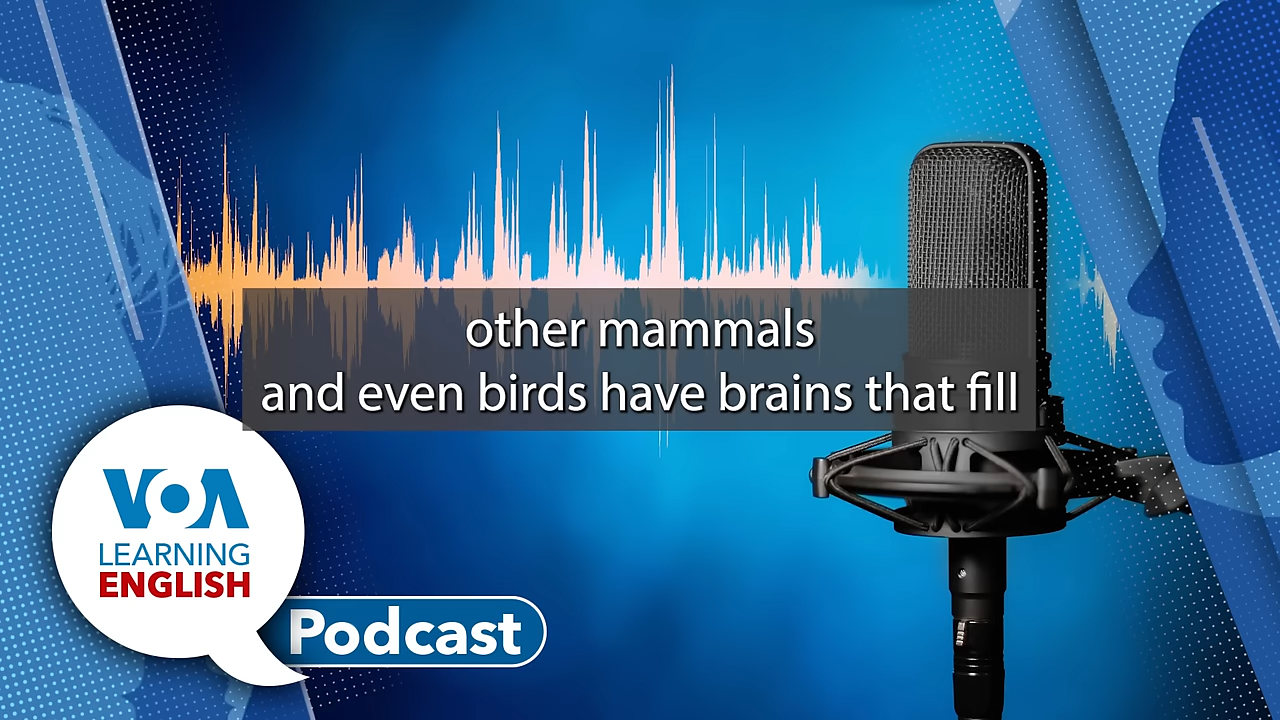 other mammals
and even birds have brains that fill
VOA
LEARNING
ENGLISH
Podcast